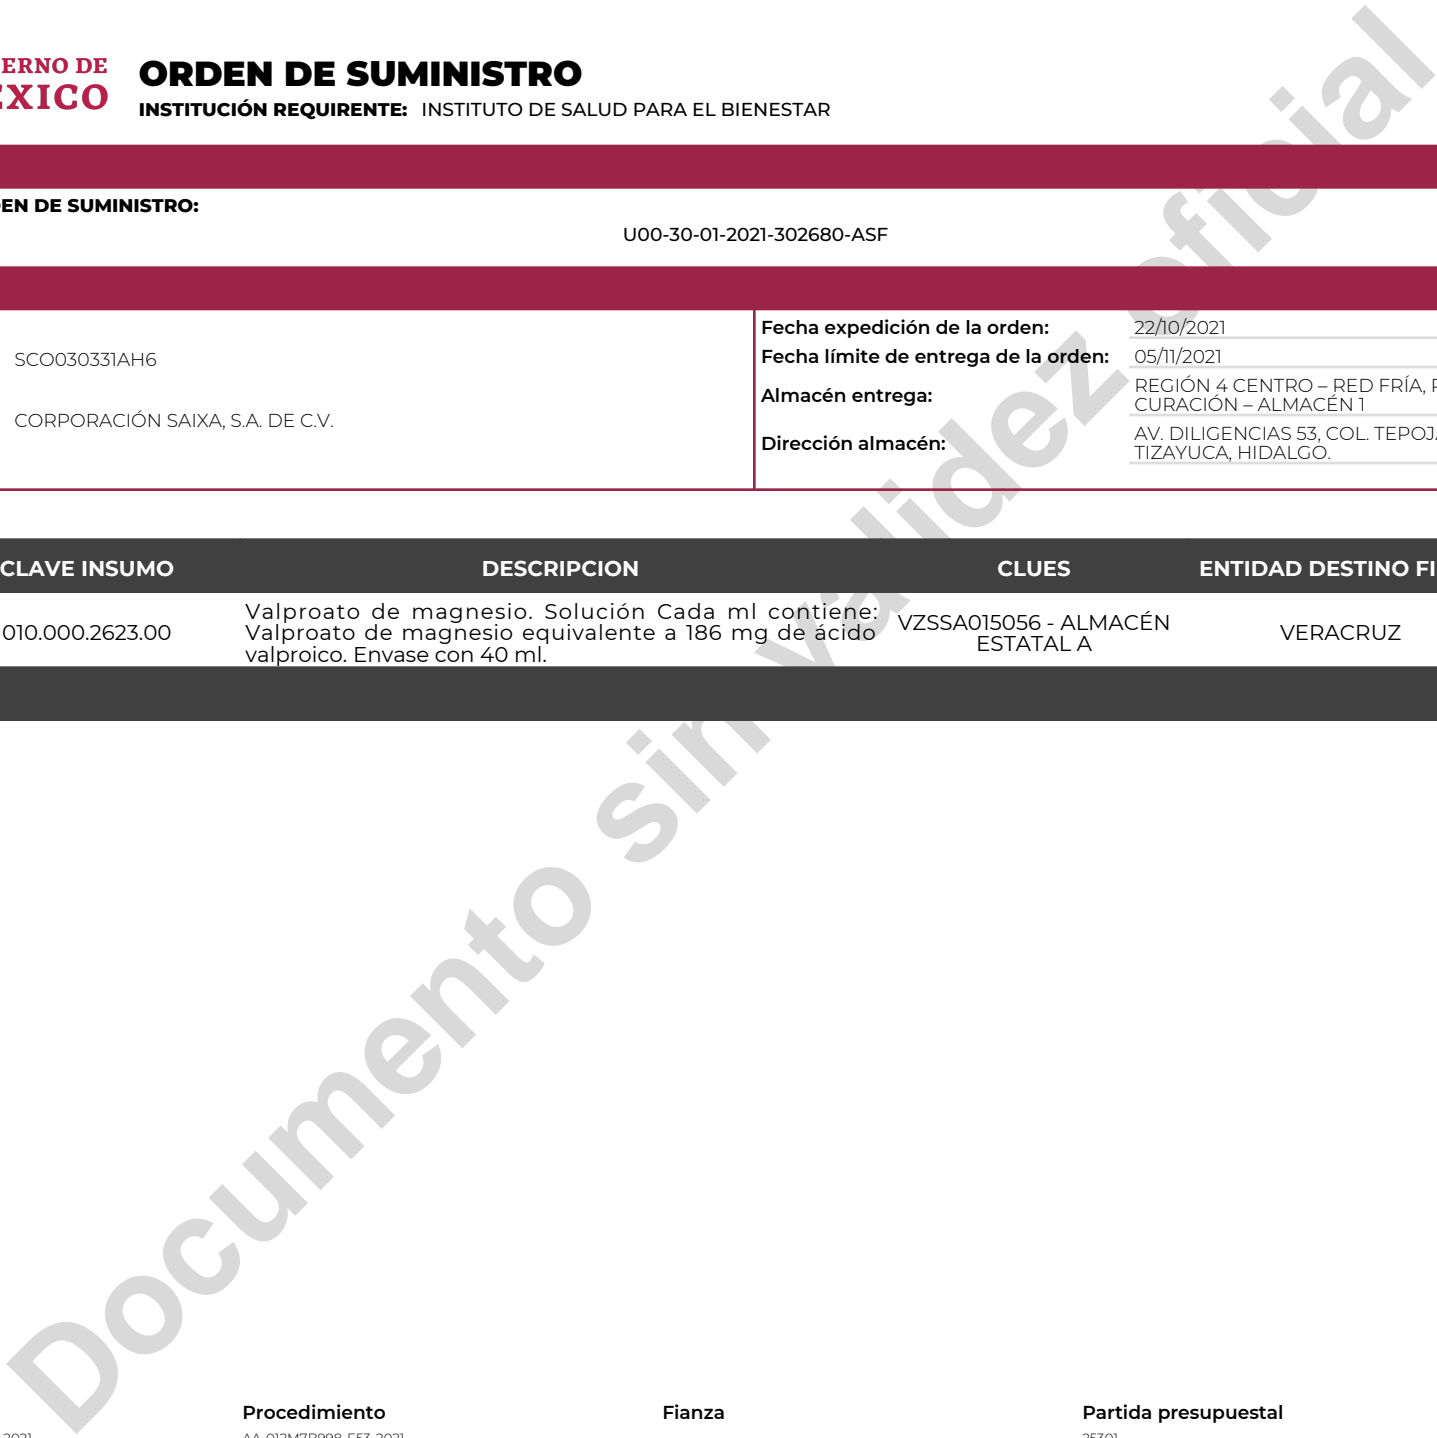 ERNO DE
ÉXICO
ORDEN DE SUMINISTRO
INSTITUCIÓN REQUIRENTE: INSTITUTO DE SALUD PARA EL BIENESTAR
EN DE SUMINISTRO:
U00-30-01-2021-302680-ASF
SCO030331AH6
CORPORACIÓN SAIXA, S.A. DE C.V.
Fecha expedición de la orden: 22/10/2021
Fecha límite de entrega de la orden: 05/11/2021
Almacén entrega: REGIÓN 4 CENTRO – RED FRÍA,
CURACIÓN – ALMACÉN 1
Dirección almacén: AV. DILIGENCIAS 53, COL. TEPOJA
TIZAYUCA, HIDALGO.
CLAVE INSUMO DESCRIPCION CLUES ENTIDAD DESTINO FI
010.000.2623.00
Valproato de magnesio. Solución Cada ml contiene:
Valproato de magnesio equivalente a 186 mg de ácido
valproico. Envase con 40 ml.
VZSSA015056 - ALMACÉN
ESTATAL A
VERACRUZ
Documento sin validez oficial
Procedimiento Fianza Partida presupuestal